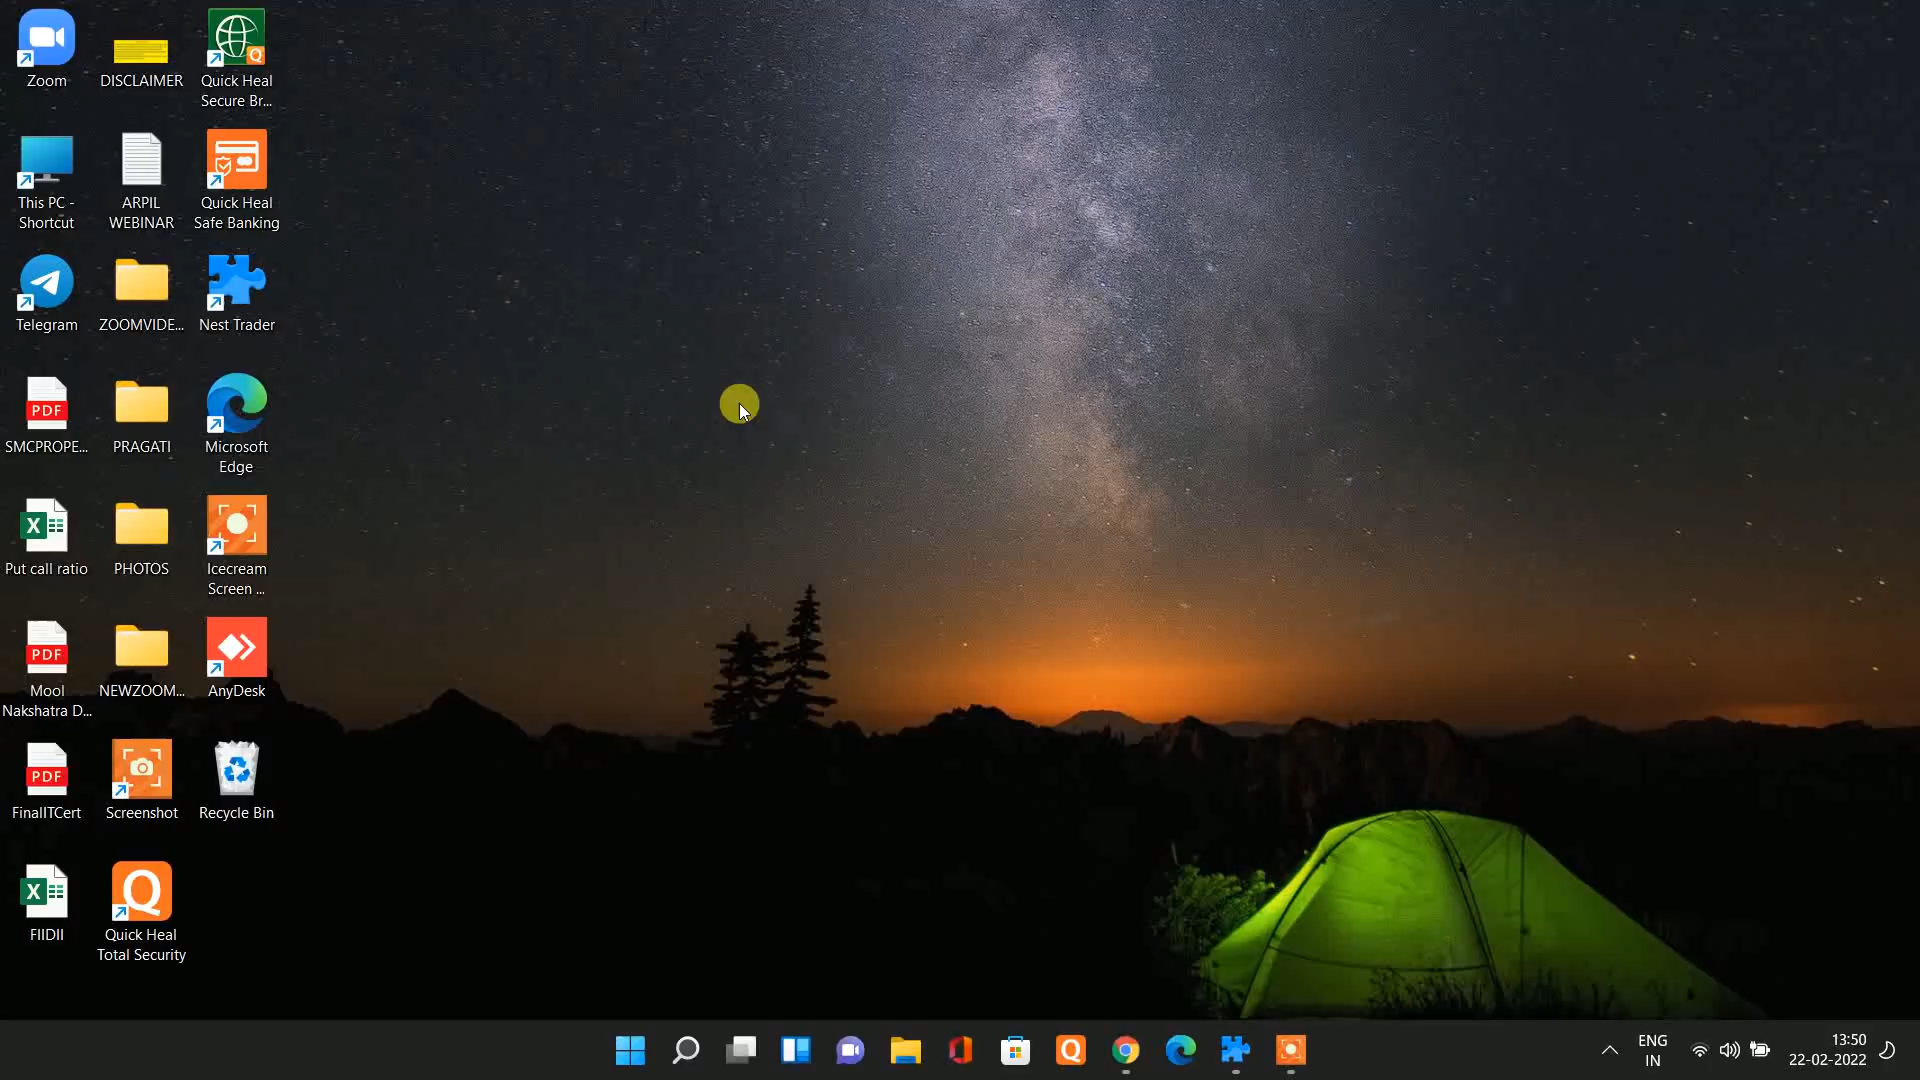 Zoom
DISCLAIMER
Quick Heal
Secure Br...
This PC -
Shortcut
ARPIL
WEBINAR
Quick Heal
Safe Banking
Telegram
ZOOMVIDE...
Nest Trader
PDF
SMCPROPE...
PRAGATI
Microsoft
Edge
X
Put call ratio
PHOTOS
Icecream
Screen ...
PDF
Mool
Nakshatra D...
NEWZOOM...
AnyDesk
PDF
FinalITCert
Screenshot
Recycle Bin
X
FIIDII
Q
Quick Heal
Total Security
Q
ENG
IN
13:50
22-02-2022